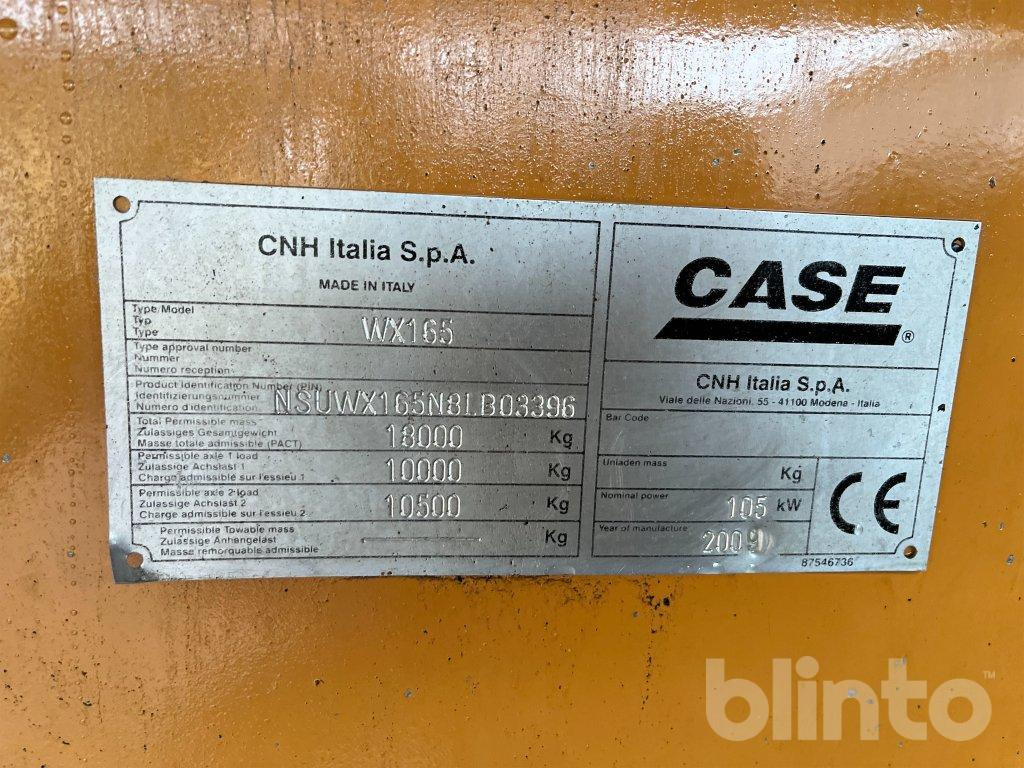 CNH Italia S.p.A.
MADE IN ITALY
Type/Model
Typ
Type
WX165
Type approval number
Nummer
Numero reception
Product Identification Number (PIN)
Identifizierungsnummer
Numero d identification
NSUWX165N8LB03396
Total Permissible mass
Zulassiges Gesamtgewicht
Masse totale admissible (PACT)
18000 Kg
Permissible axle 1 load
Zulassige Achslast 1
Charge admissible sur l'essieu 1
10000 Kg
Permissible axle 2 load
Zulassige Achslast 2
Charge admissible sur l'essieu 2
10500 Kg
Permissible Towable mass
Zulassige Anhangelast
Masse remorquable admissible
Kg
CASE®
CNH Italia S.p.A.
Viale delle Nazioni. 55 - 41100 Modena - Italia
Bar Code
Unladen mass
Kg
Nominal power
105 kW
Year of manufacture
2009
CE
87546736
blinto™